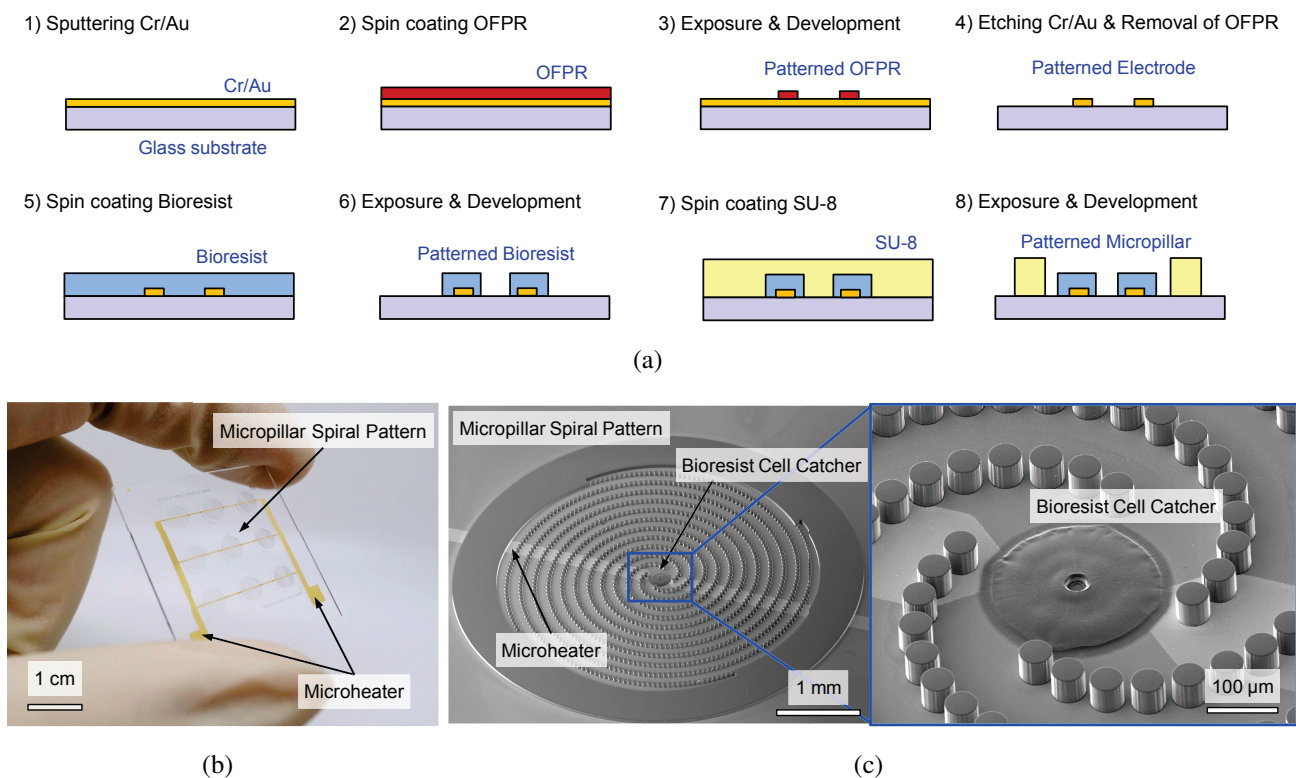 1) Sputtering Cr/Au
2) Spin coating OFPR
3) Exposure & Development
4) Etching Cr/Au & Removal of OFPR
Cr/Au
OFPR
Patterned OFPR
Patterned Electrode
Glass substrate
5) Spin coating Bioresist
6) Exposure & Development
7) Spin coating SU-8
8) Exposure & Development
Bioresist
Patterned Bioresist
SU-8
Patterned Micropillar
(a)
Micropillar Spiral Pattern
Microheater
1 cm
(b)
Micropillar Spiral Pattern
Bioresist Cell Catcher
Microheater
1 mm
Bioresist Cell Catcher
100 μm
(c)